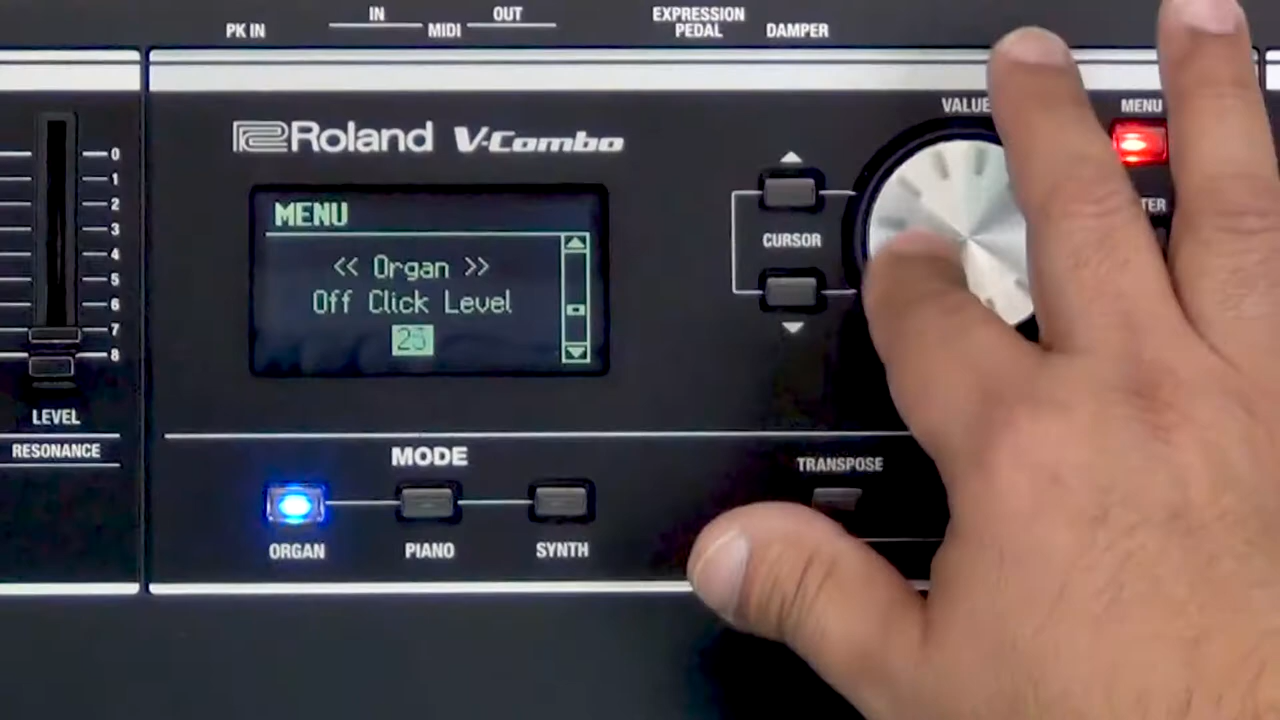 PK IN
IN
MIDI
OUT
EXPRESSION
PEDAL
DAMPER
VALUE
MENU
Roland V-Combo
0
1
2
3
4
5
6
7
8
MENU
<< Organ >>
Off Click Level
CURSOR
LEVEL
RESONANCE
MODE
TRANSPOSE
ORGAN
PIANO
SYNTH